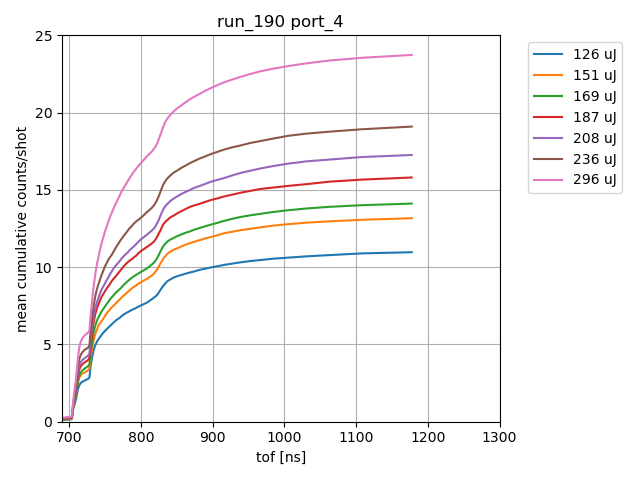 run_190 port_4
mean cumulative counts/shot
25
20
15
10
5
0
700
800
900
1000
1100
1200
1300
tof [ns]
126 uJ
151 uJ
169 uJ
187 uJ
208 uJ
236 uJ
296 uJ